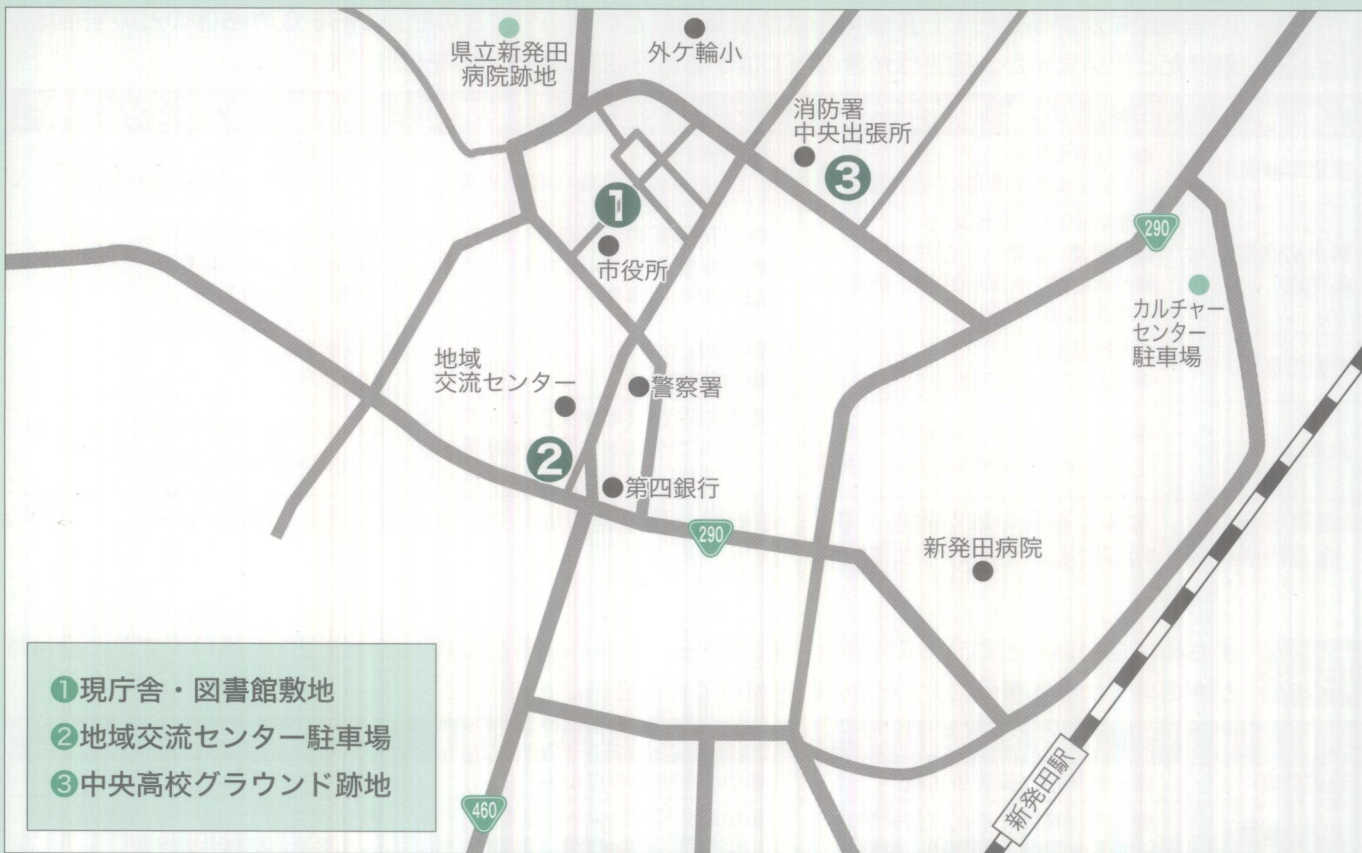 県立新発田
病院跡地
外ケ輪小
消防署
中央出張所
❸
❶
市役所
290
カルチャー
センター
駐車場
地域
交流センター
警察署
❷
第四銀行
290
新発田病院
❶現庁舎・図書館敷地
❷地域交流センター駐車場
❸中央高校グラウンド跡地
460
新発田駅